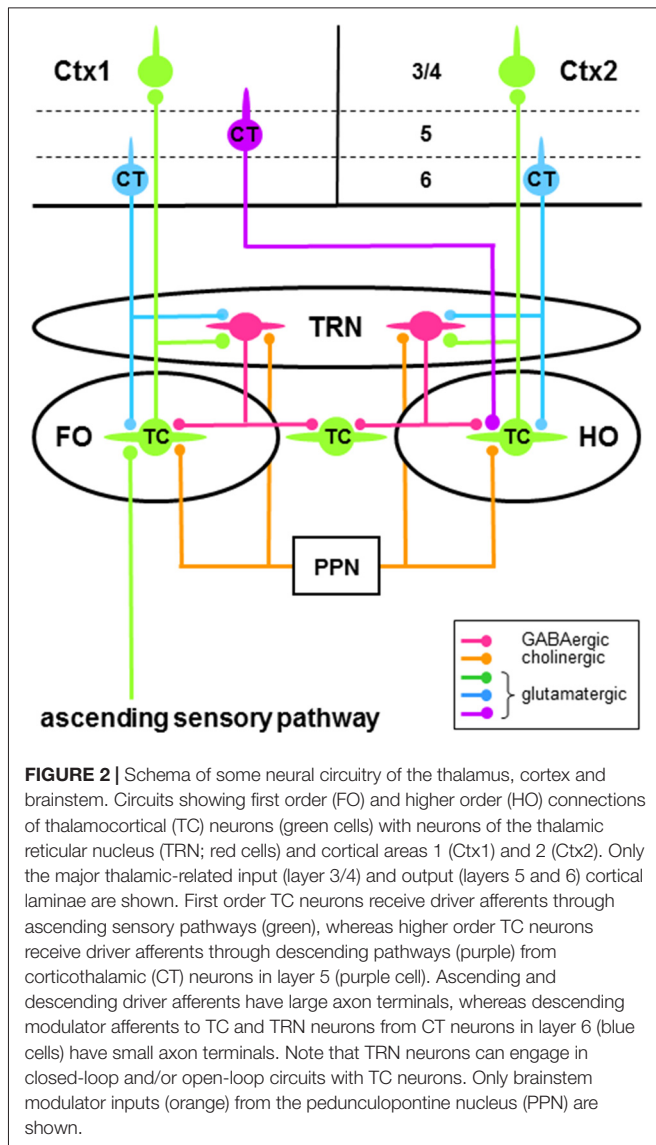 Ctx1
3/4
Ctx2
CT
5
CT
6
CT
TRN
FO
TC
TC
TC
HO
PPN
GABAergic
cholinergic
glutamatergic
ascending sensory pathway
FIGURE 2 | Schema of some neural circuitry of the thalamus, cortex and
brainstem. Circuits showing first order (FO) and higher order (HO) connections
of thalamocortical (TC) neurons (green cells) with neurons of the thalamic
reticular nucleus (TRN; red cells) and cortical areas 1 (Ctx1) and 2 (Ctx2). Only
the major thalamic-related input (layer 3/4) and output (layers 5 and 6) cortical
laminae are shown. First order TC neurons receive driver afferents through
ascending sensory pathways (green), whereas higher order TC neurons
receive driver afferents through descending pathways (purple) from
corticothalamic (CT) neurons in layer 5 (purple cell). Ascending and
descending driver afferents have large axon terminals, whereas descending
modulator afferents to TC and TRN neurons from CT neurons in layer 6 (blue
cells) have small axon terminals. Note that TRN neurons can engage in
closed-loop and/or open-loop circuits with TC neurons. Only brainstem
modulator inputs (orange) from the pedunculopontine nucleus (PPN) are
shown.